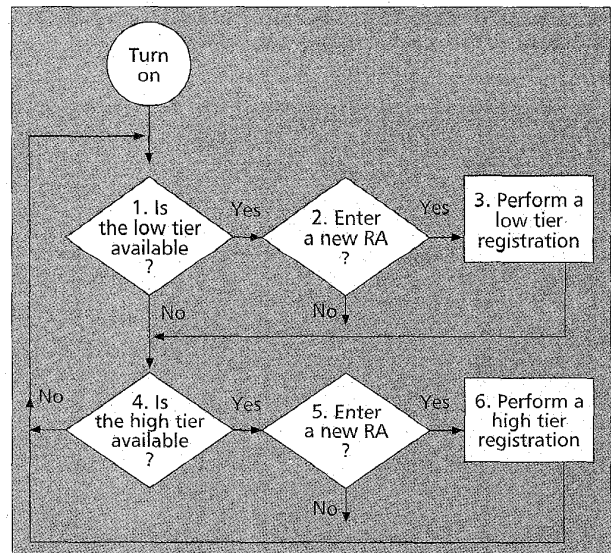 Turn
on
1. Is
the low tier
available
?
Yes
2. Enter
a new RA
?
Yes
3. Perform a
low tier
registration
No
No
No
4. Is
the high tier
available
?
Yes
5. Enter
a new RA
?
Yes
6. Perform a
high tier
registration
No